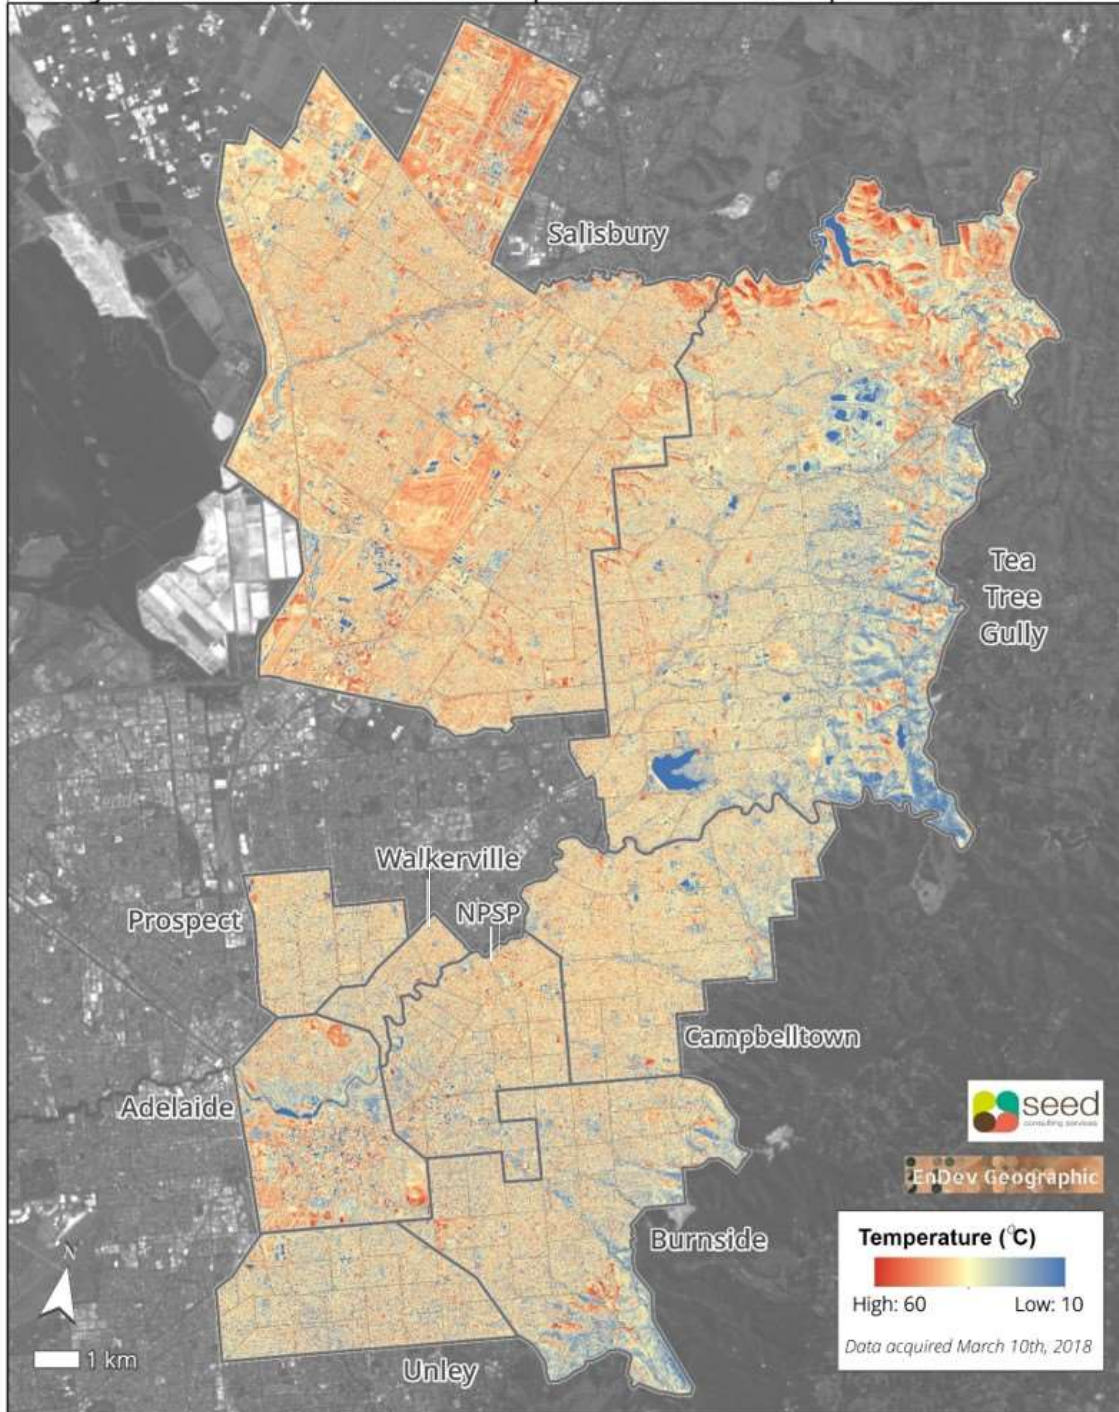 Salisbury
Tea
Tree
Gully
Walkerville
NPSP
Prospect
Campbelltown
Adelaide
seed
consulting services
EnDev Geographic
Burnside
Temperature (°C)
High: 60
Low: 10
Data acquired March 10th, 2018
N
1 km
Unley